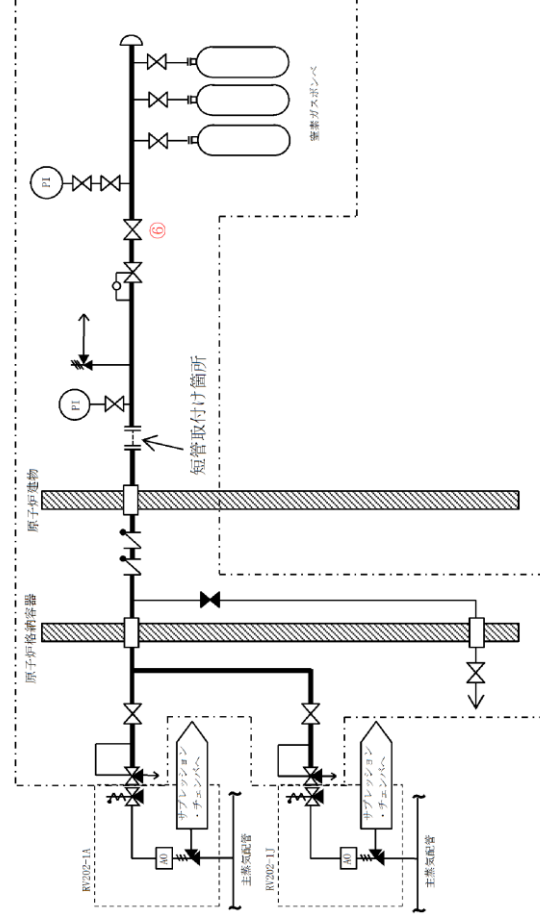 PI
⑥
窒素ガスボンベ
PI
短管取付け箇所
原子炉建物
原子炉格納容器
サプレッション
・チェンバへ
RV202-1A
AO
主蒸気配管
サプレッション
・チェンバへ
RV202-1J
AO
主蒸気配管